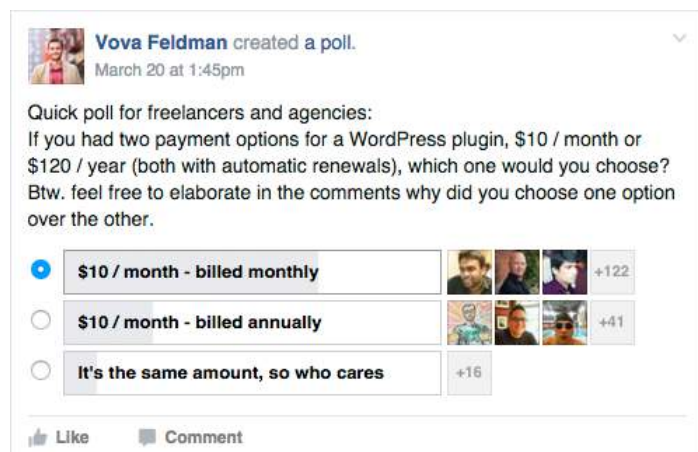 Vova Feldman created a poll.
March 20 at 1:45pm
Quick poll for freelancers and agencies:
If you had two payment options for a WordPress plugin, $10 / month or
$120 / year (both with automatic renewals), which one would you choose?
Btw. feel free to elaborate in the comments why did you choose one option
over the other.
$10 / month - billed monthly +122
$10 / month - billed annually +41
It's the same amount, so who cares +16
Like Comment